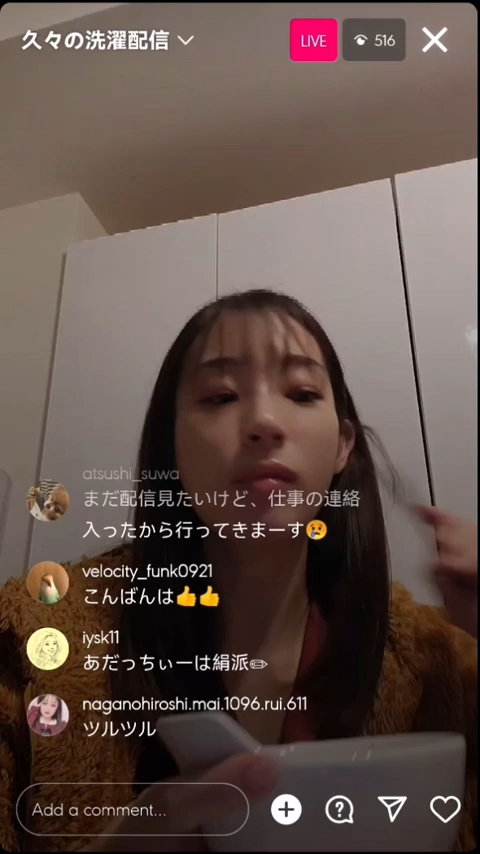 久々の洗濯配信
LIVE
516
atsushi_suwa
まだ配信見たいけど、仕事の連絡
入ったから行ってきまーす😢
velocity_funk0921
こんばんは👍👍
iysk11
あだっちぃーは絹派✏️
naganohiroshi.mai.1096.rui.611
ツルツル
Add a comment...